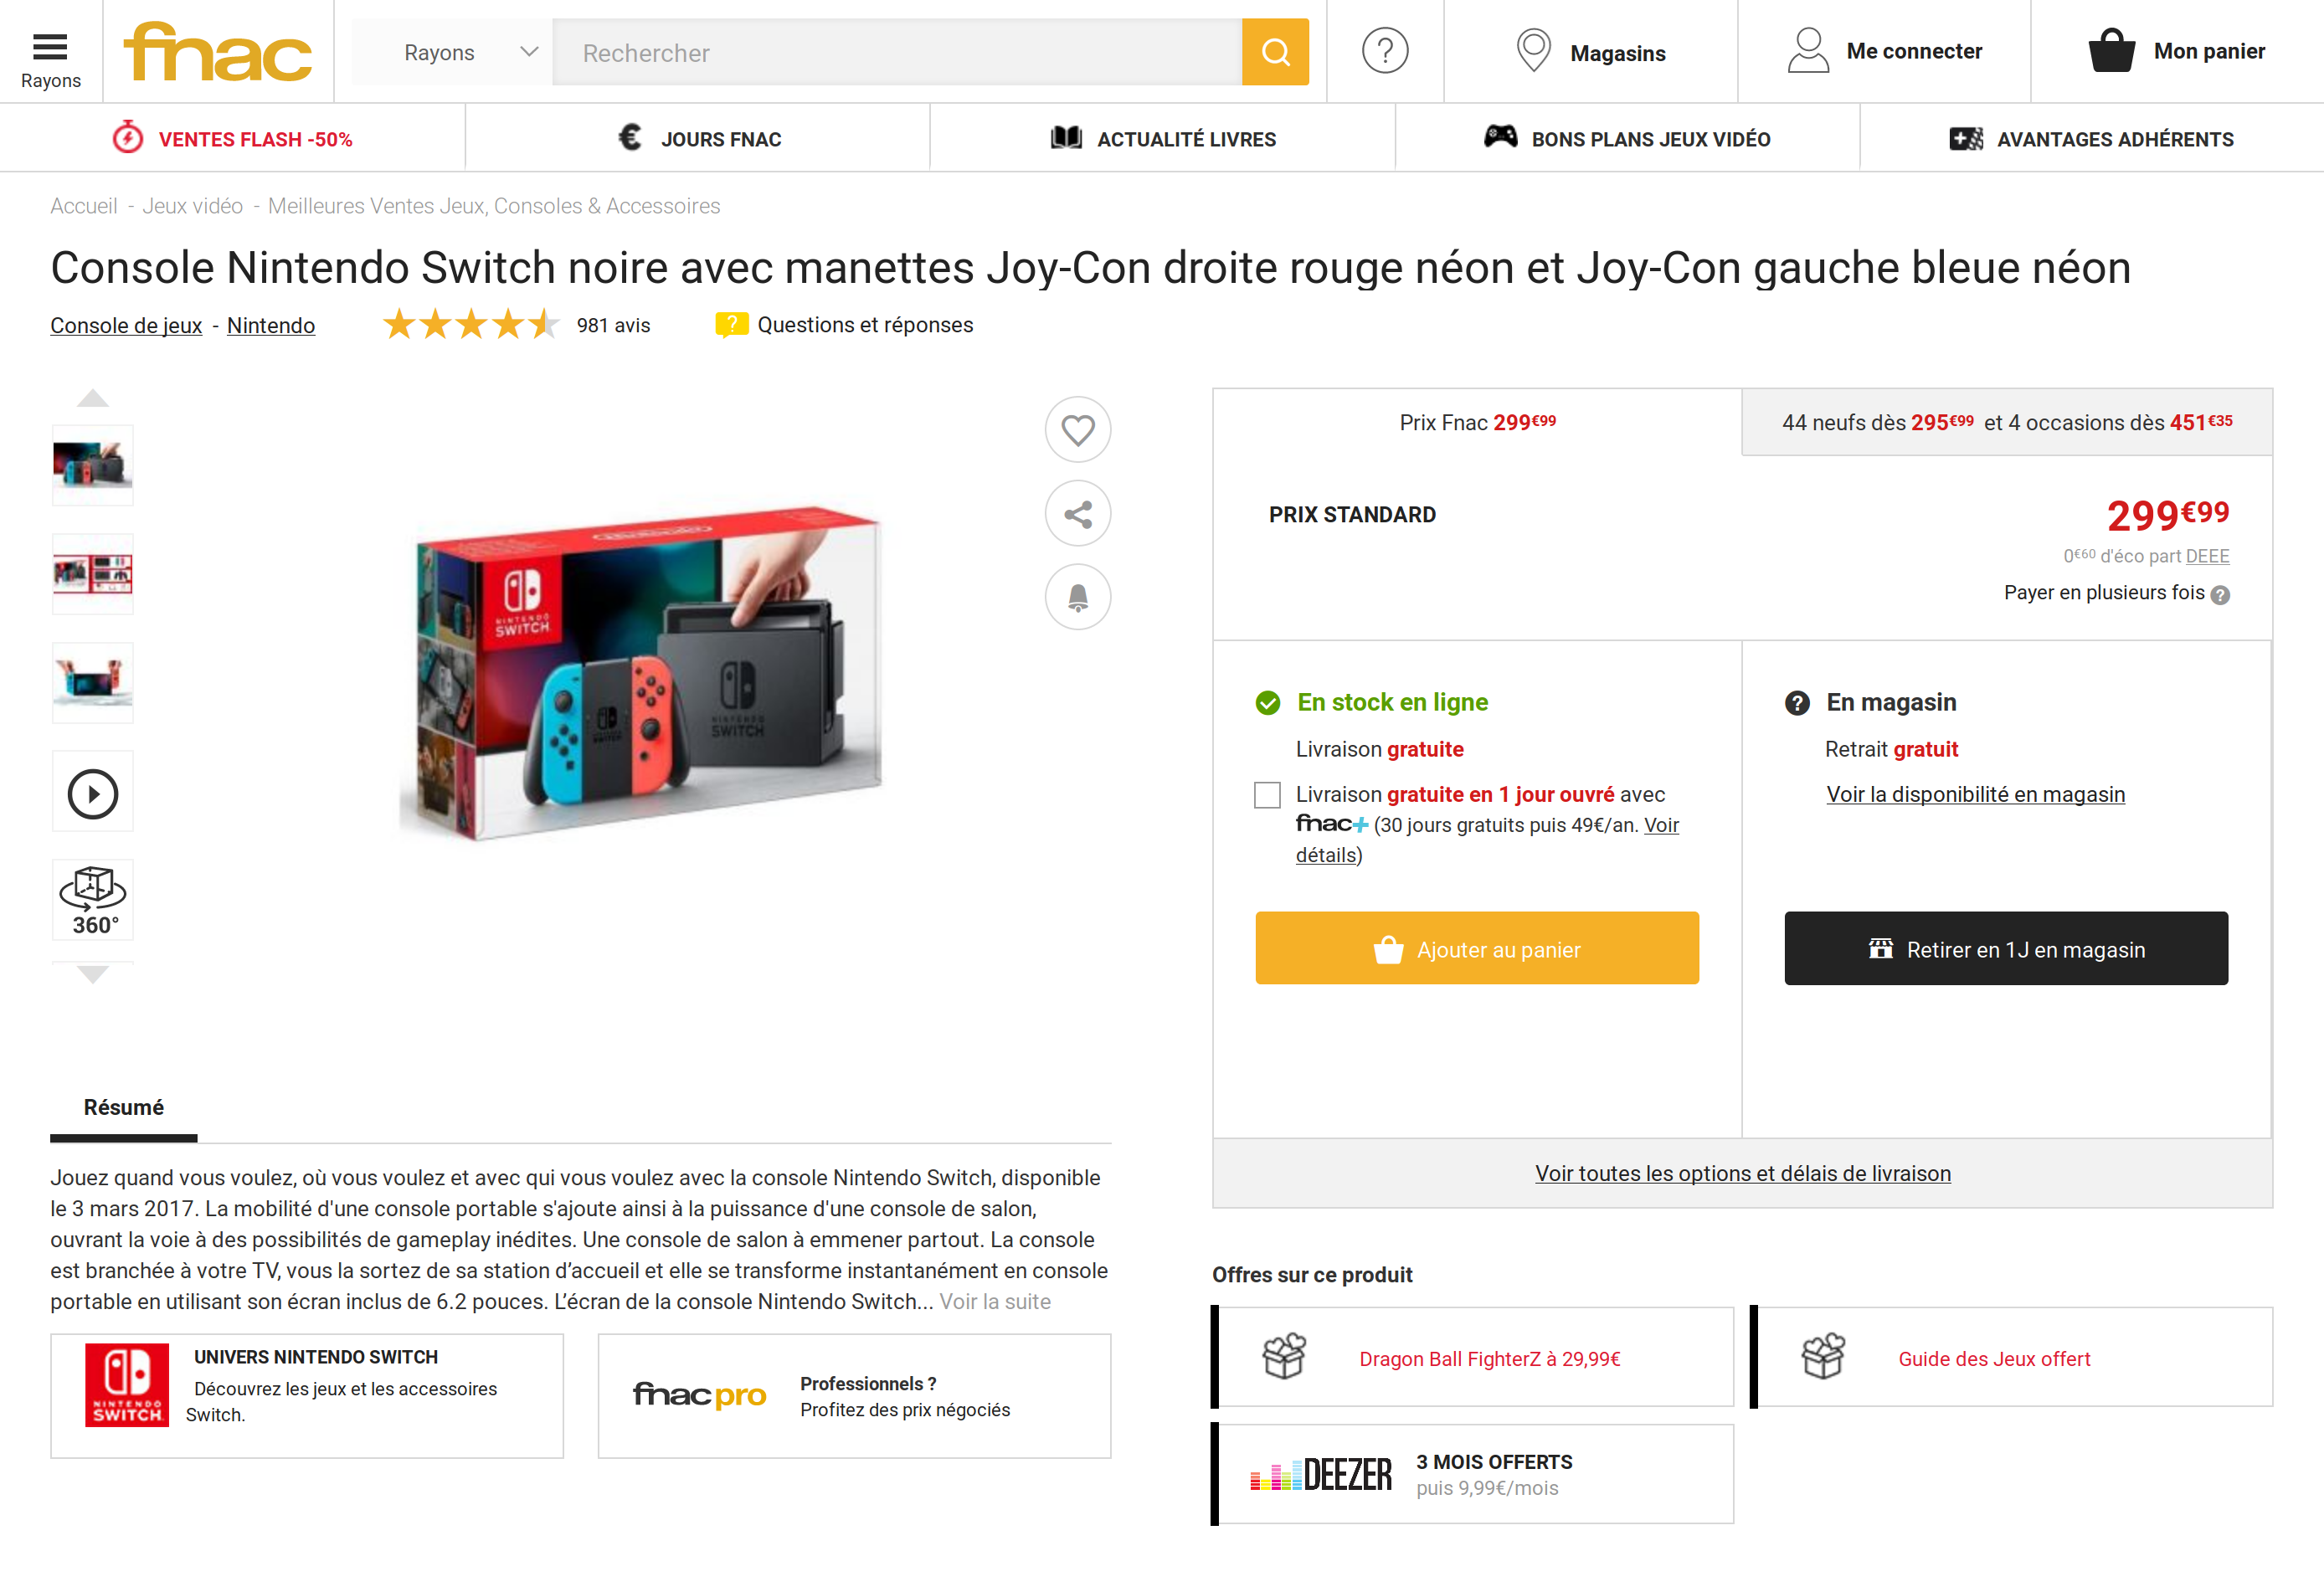 Rayons
fnac
Rayons
Rechercher
?
Magasins
Me connecter
Mon panier
VENTES FLASH -50%
€ JOURS FNAC
ACTUALITÉ LIVRES
BONS PLANS JEUX VIDÉO
AVANTAGES ADHÉRENTS
Accueil - Jeux vidéo - Meilleures Ventes Jeux, Consoles & Accessoires
Console Nintendo Switch noire avec manettes Joy-Con droite rouge néon et Joy-Con gauche bleue néon
Console de jeux - Nintendo
981 avis
? Questions et réponses
NINTENDO
SWITCH
NINTENDO
SWITCH
360°
Prix Fnac 299€99
44 neufs dès 295€99 et 4 occasions dès 451€35
PRIX STANDARD
299€99
0€60 d'éco part DEEE
Payer en plusieurs fois ?
En stock en ligne
Livraison gratuite
Livraison gratuite en 1 jour ouvré avec
fnac+ (30 jours gratuits puis 49€/an. Voir
détails)
Ajouter au panier
? En magasin
Retrait gratuit
Voir la disponibilité en magasin
Retirer en 1J en magasin
Voir toutes les options et délais de livraison
Résumé
Jouez quand vous voulez, où vous voulez et avec qui vous voulez avec la console Nintendo Switch, disponible
le 3 mars 2017. La mobilité d'une console portable s'ajoute ainsi à la puissance d'une console de salon,
ouvrant la voie à des possibilités de gameplay inédites. Une console de salon à emmener partout. La console
est branchée à votre TV, vous la sortez de sa station d’accueil et elle se transforme instantanément en console
portable en utilisant son écran inclus de 6.2 pouces. L’écran de la console Nintendo Switch... Voir la suite
NINTENDO
SWITCH
UNIVERS NINTENDO SWITCH
Découvrez les jeux et les accessoires
Switch.
fnac pro
Professionnels ?
Profitez des prix négociés
Offres sur ce produit
Dragon Ball FighterZ à 29,99€
Guide des Jeux offert
DEEZER
3 MOIS OFFERTS
puis 9,99€/mois